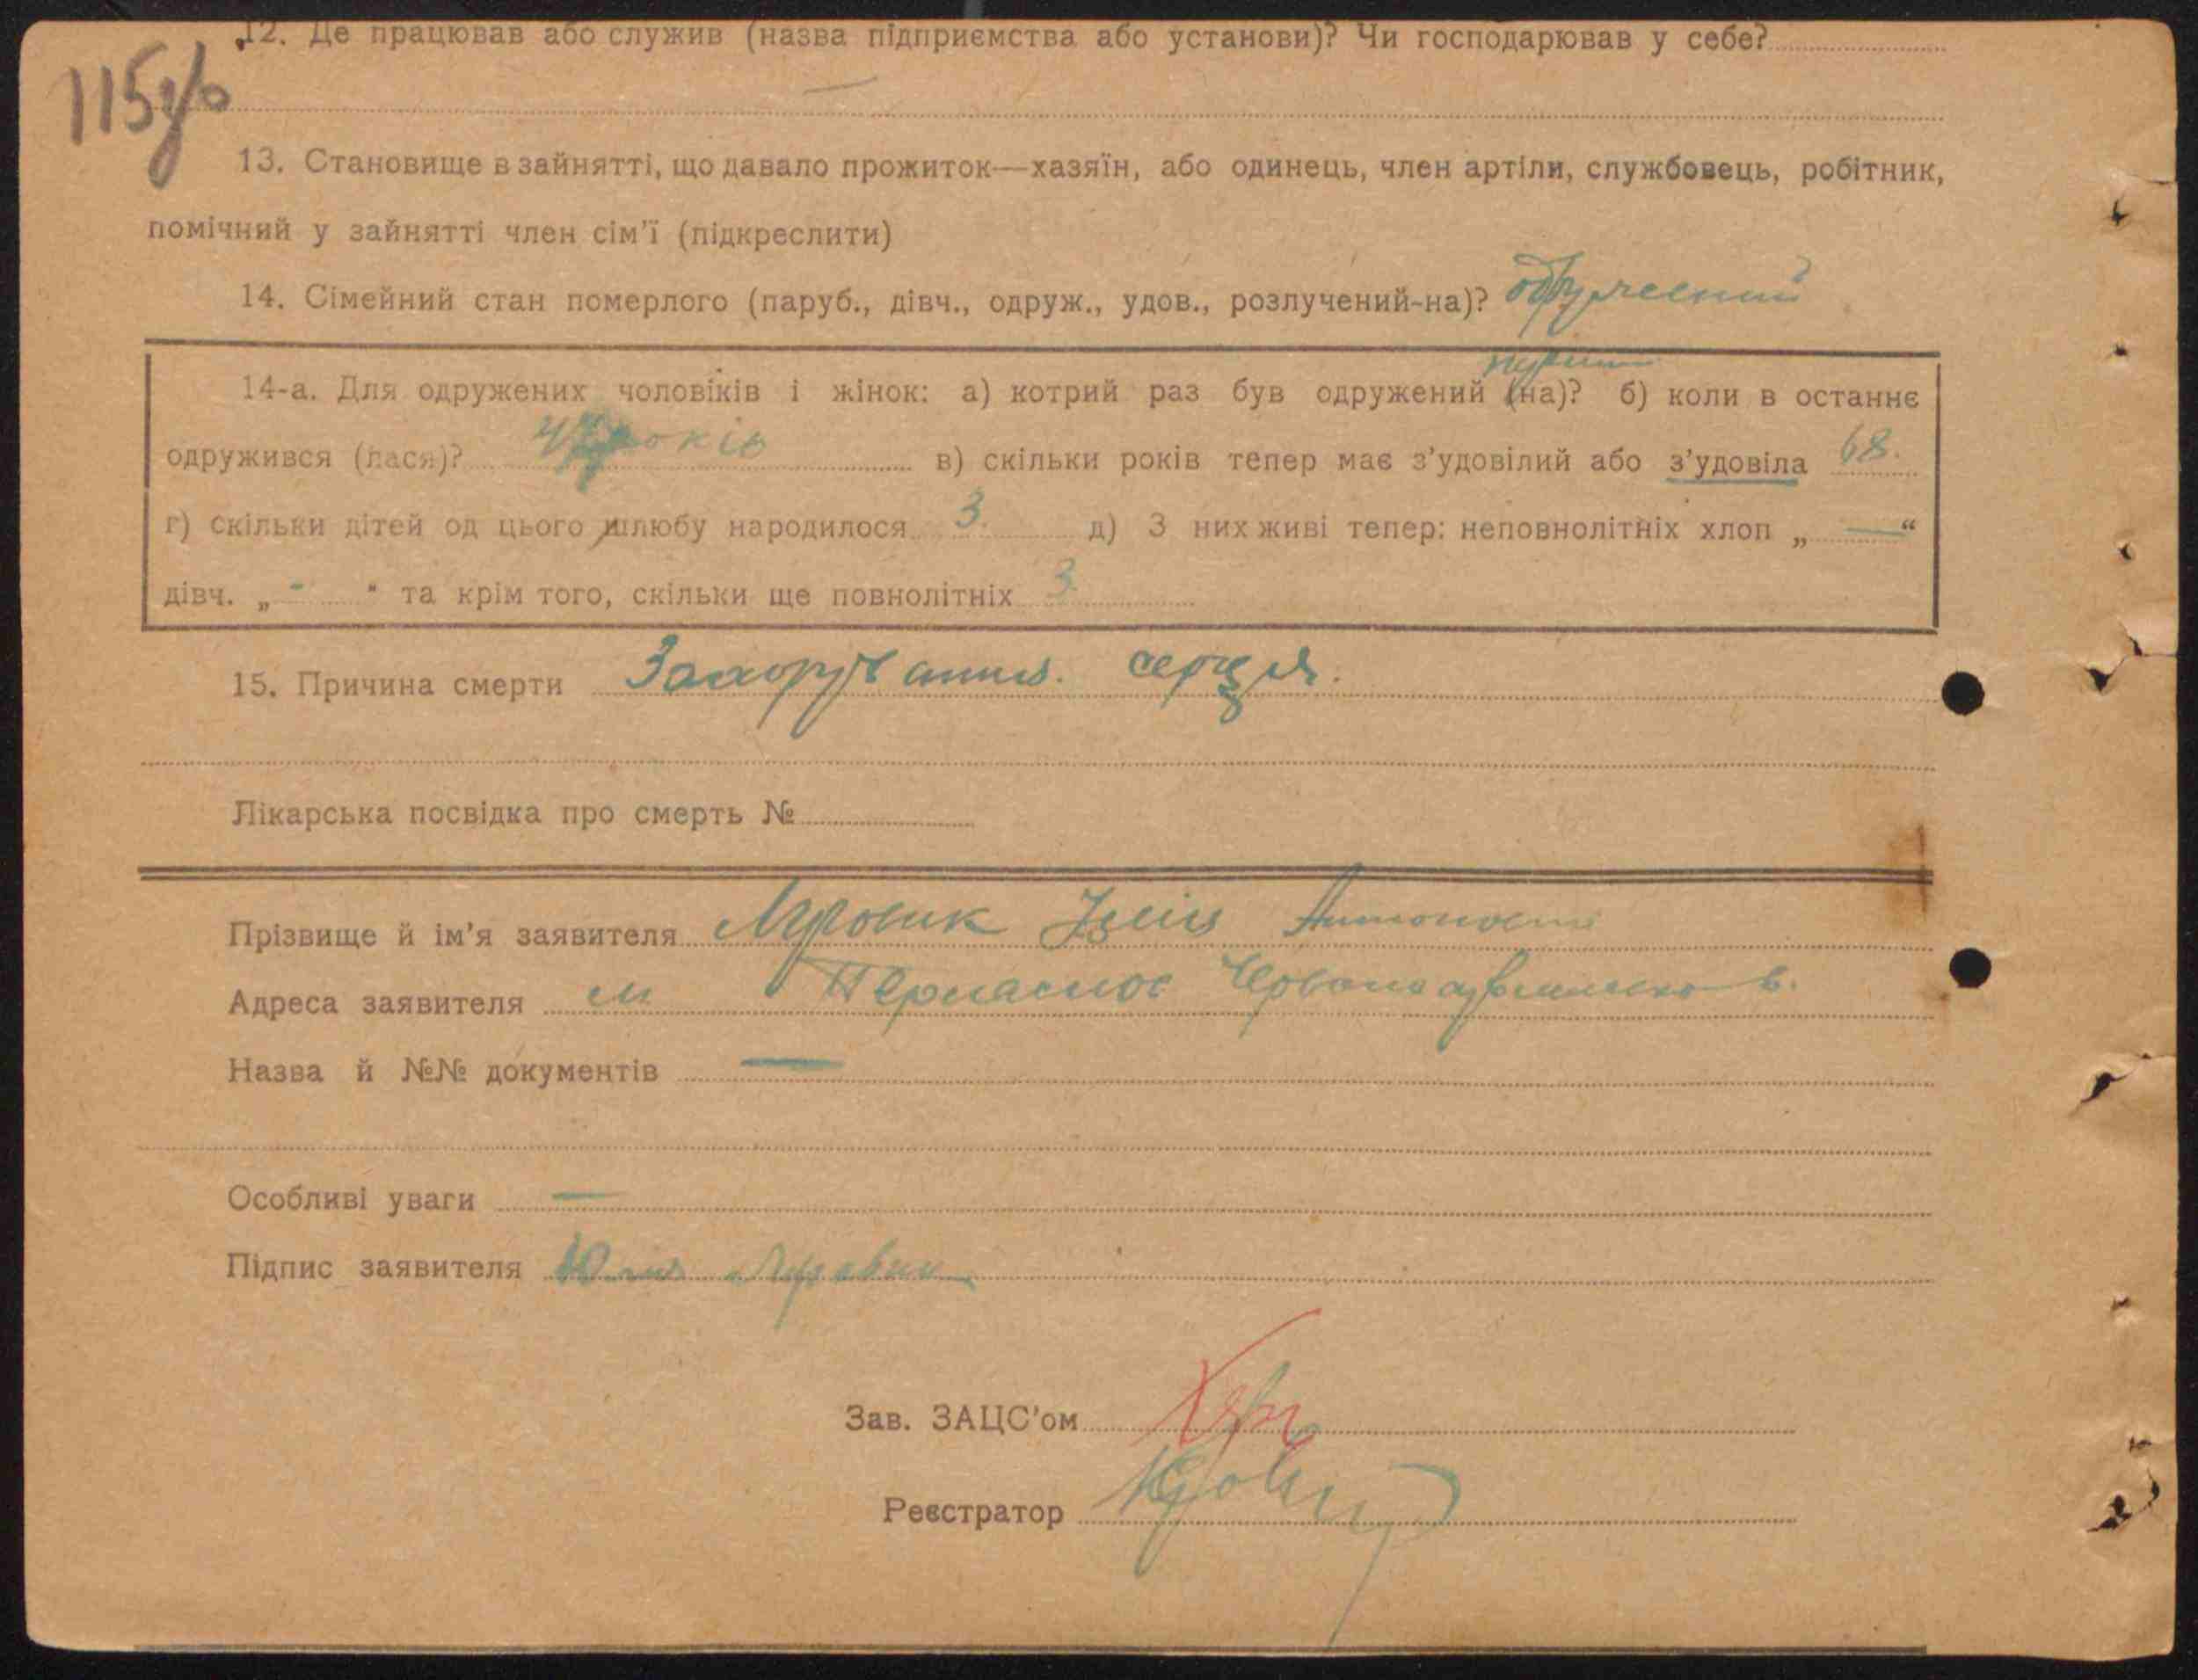 115
12. Де працював або служив (назва підприємства або установи)? Чи господарював у себе?
—
13. Становище в зайнятті, що давало прожиток—хазяїн, або одинець, член артіли, службовець, робітник,
помічний у зайнятті член сім'ї (підкреслити)
14. Сімейний стан померлого (паруб., дівч., одруж., удов., розлучений-на)?
14-а. Для одружених чоловіків і жінок: а) котрий раз був одружений (на)? б) коли в останнє
одружився (лася)? років в) скільки років тепер має з'удовілий або з'удовіла 68.
г) скільки дітей од цього шлюбу народилося 3. д) З них живі тепер: неповнолітніх хлоп „ — “
дівч. „ - “ та крім того, скільки ще повнолітніх 3.
15. Причина смерти Захорування серця.
Лікарська посвідка про смерть №
Прізвище й ім'я заявителя
Адреса заявителя м
Назва й №№ документів —
Особливі уваги —
Підпис заявителя
Зав. ЗАЦС'ом
Реєстратор